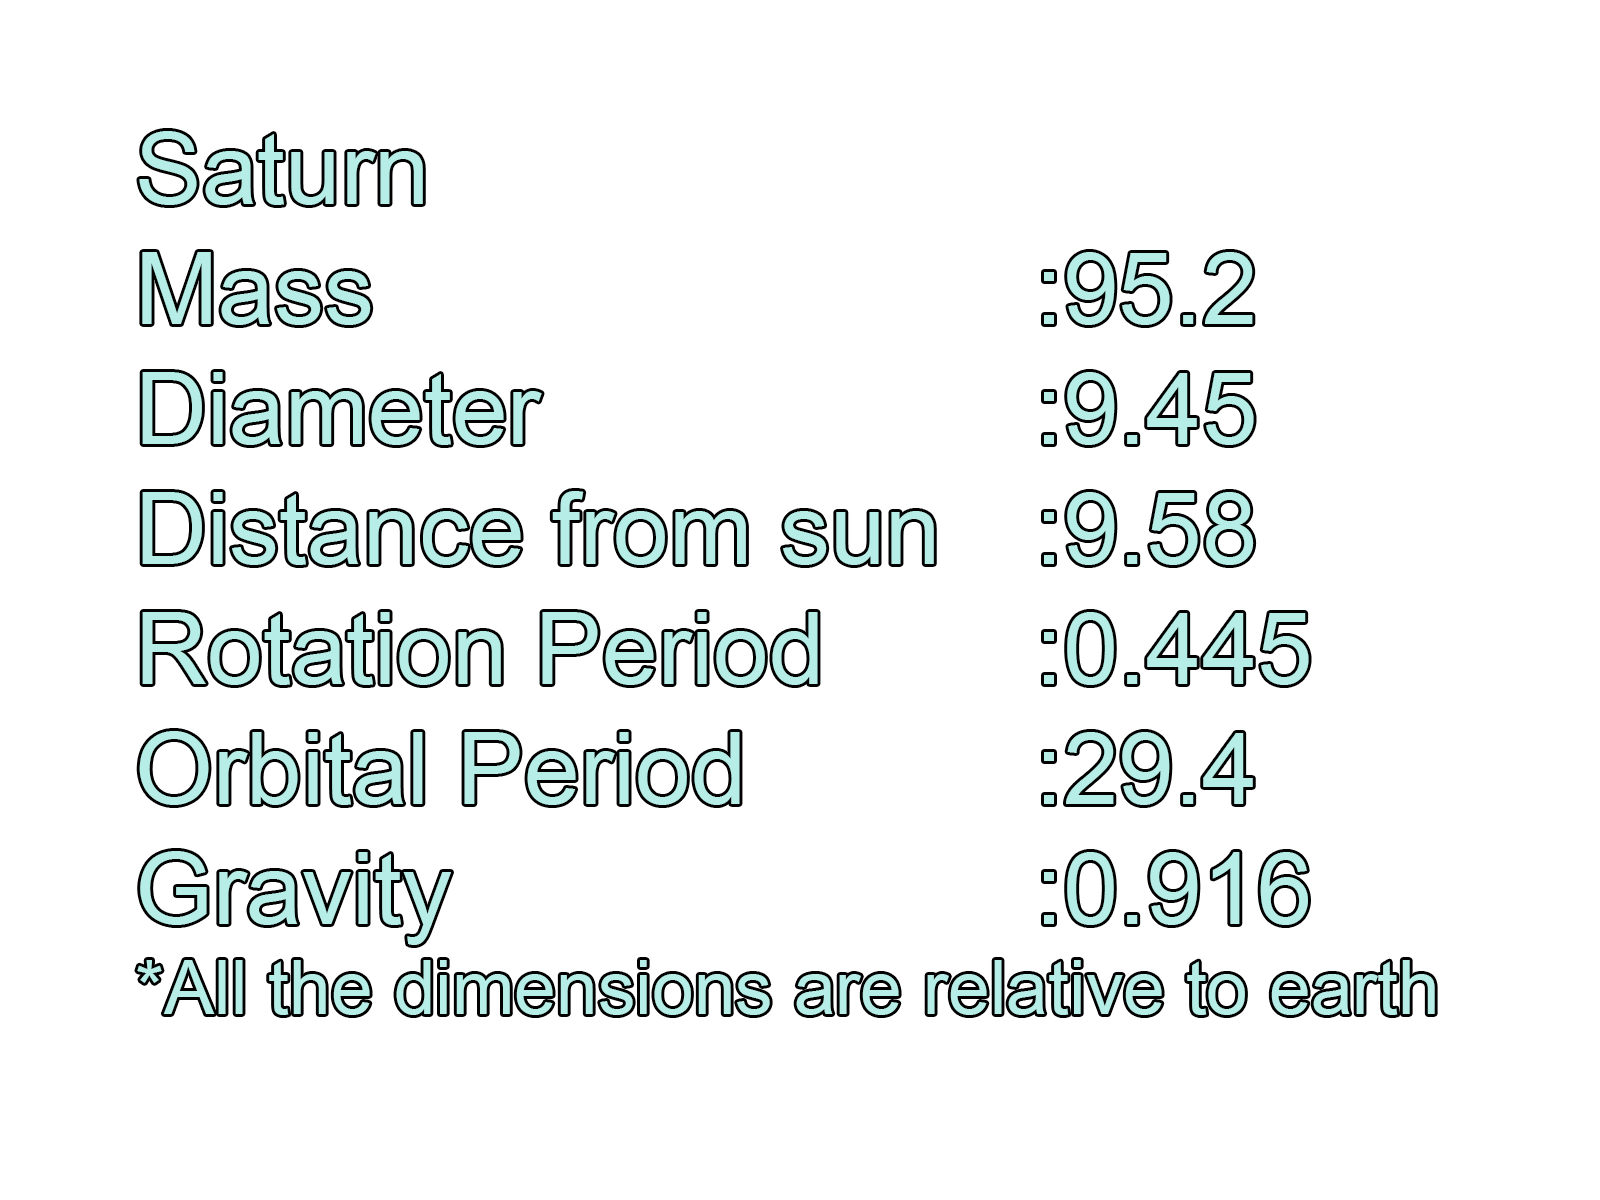 Saturn
Mass :95.2
Diameter :9.45
Distance from sun :9.58
Rotation Period :0.445
Orbital Period :29.4
Gravity :0.916
*All the dimensions are relative to earth